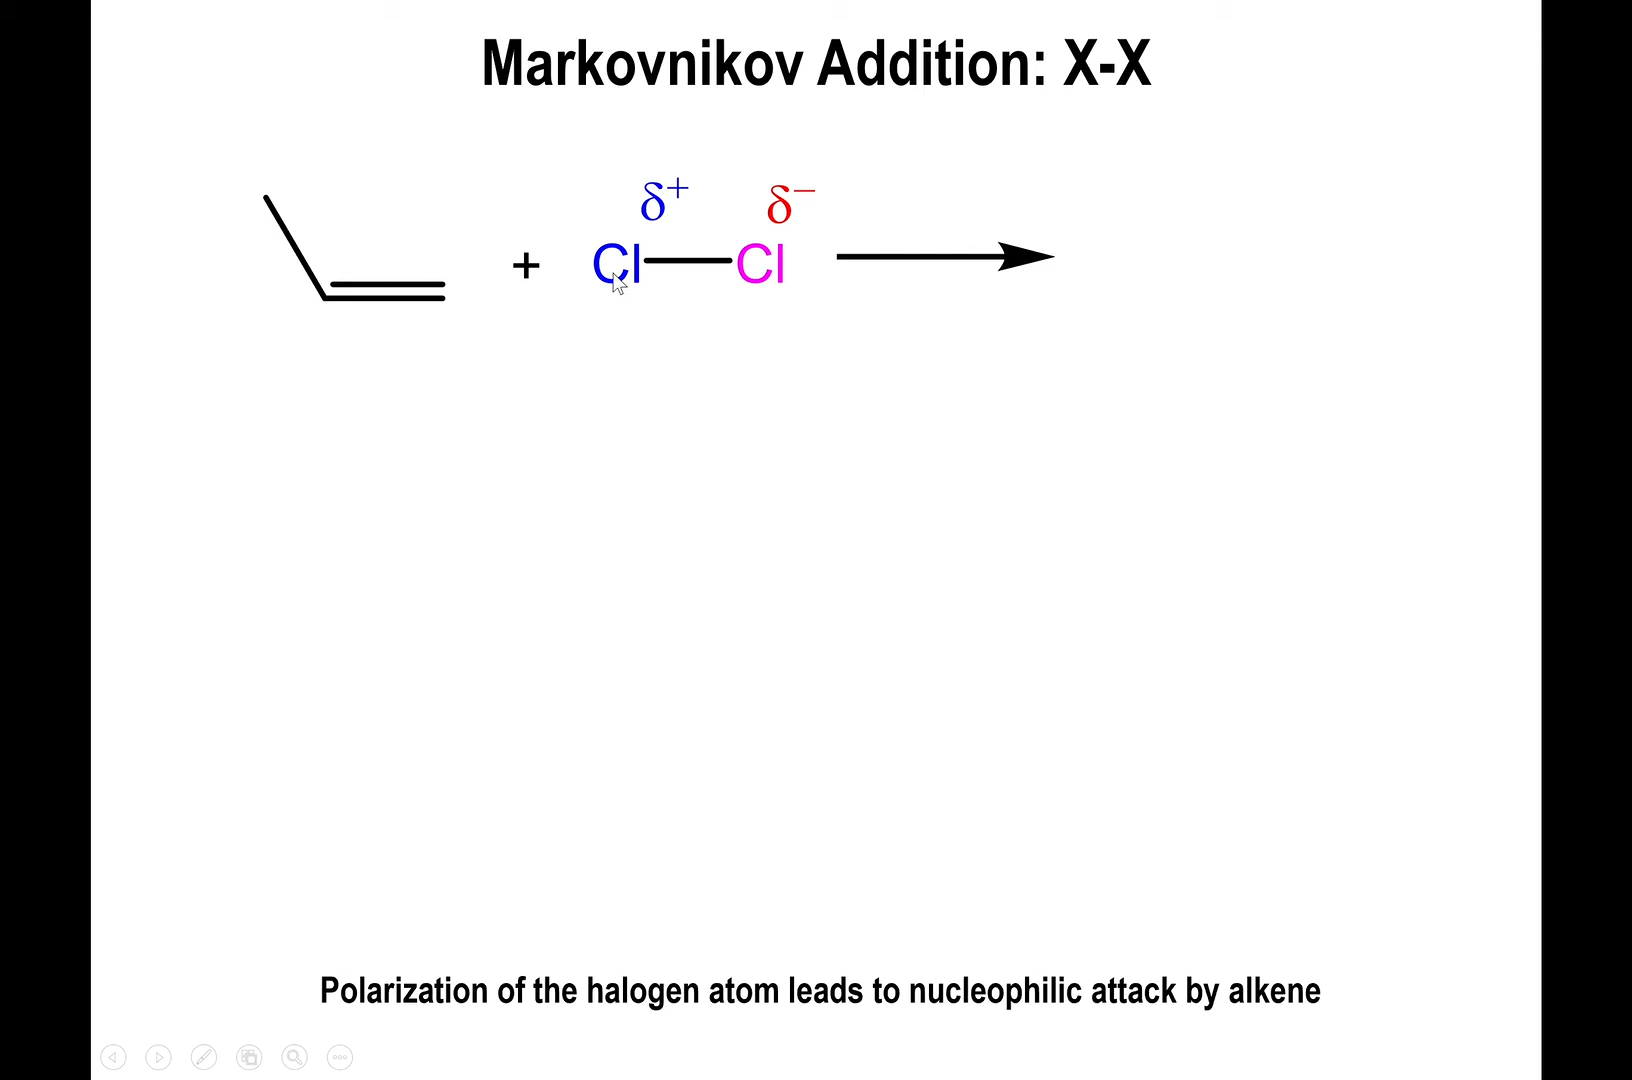 Markovnikov Addition: X-X
δ+ δ−
+ Cl—Cl
Polarization of the halogen atom leads to nucleophilic attack by alkene